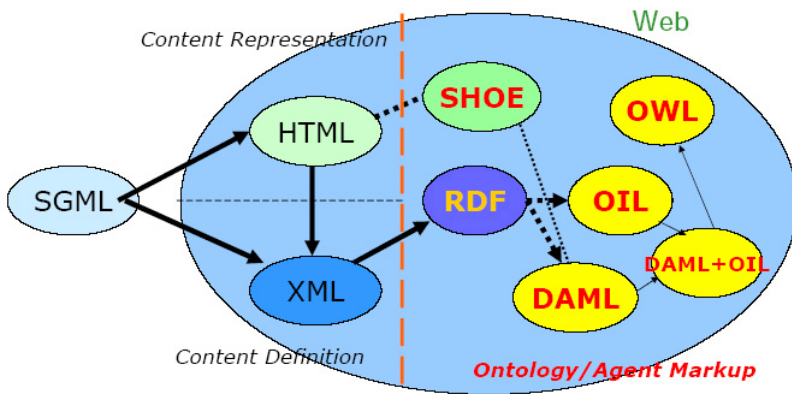 Web
Content Representation
SHOE
OWL
HTML
SGML
RDF
OIL
DAML+OIL
XML
DAML
Content Definition
Ontology/Agent Markup